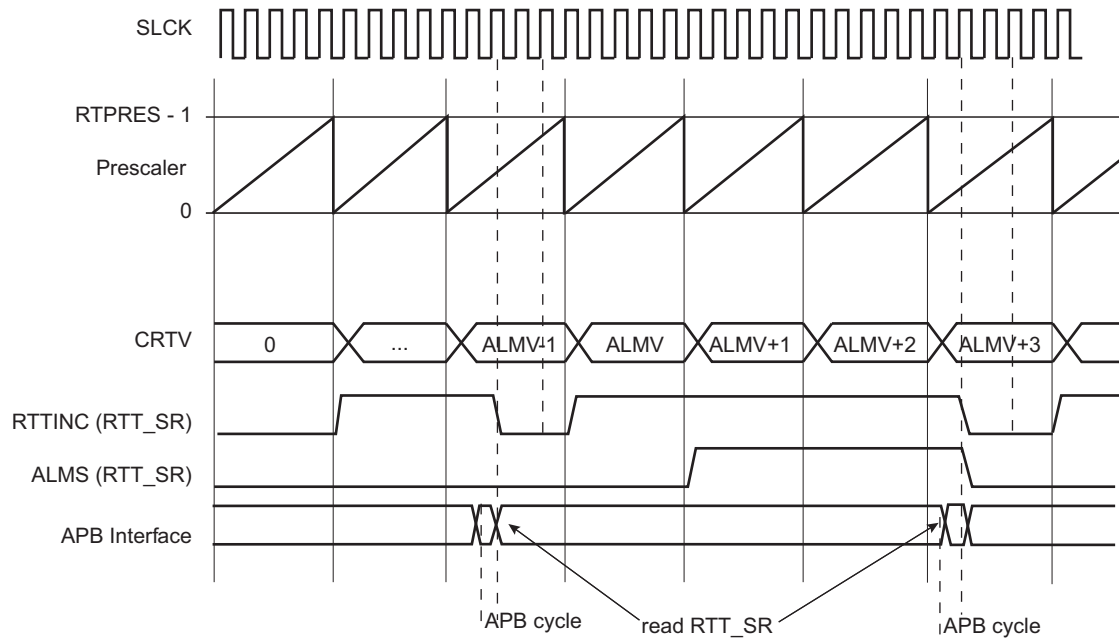 SLCK
RTPRES - 1
Prescaler
0
CRTV
0
...
ALMV-1
ALMV
ALMV+1
ALMV+2
ALMV+3
RTTINC (RTT_SR)
ALMS (RTT_SR)
APB Interface
APB cycle
read RTT_SR
APB cycle